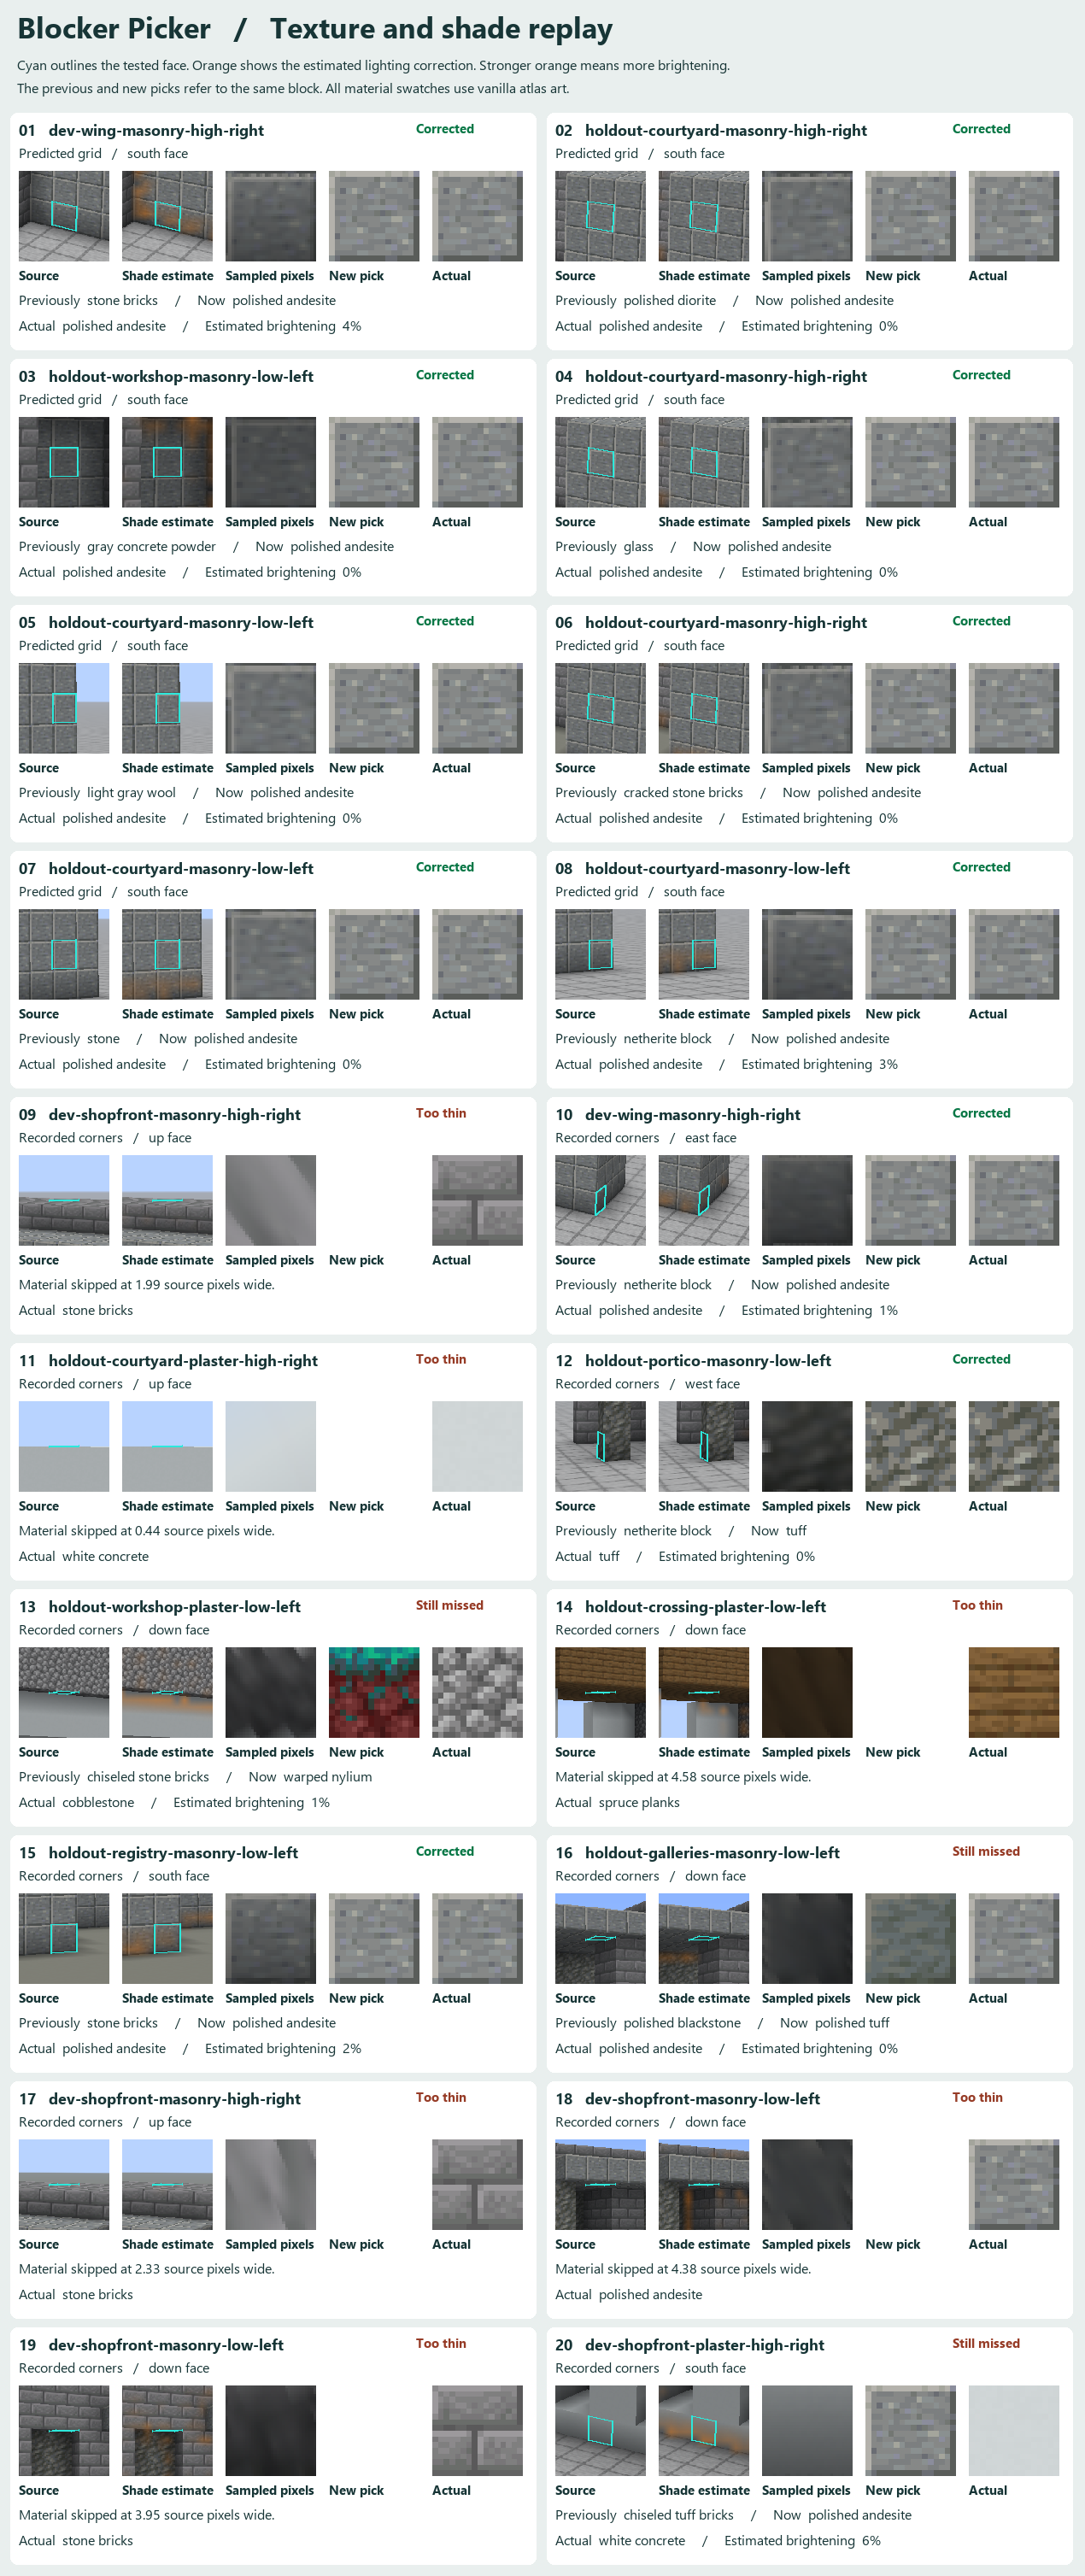 Blocker Picker / Texture and shade replay
Cyan outlines the tested face. Orange shows the estimated lighting correction. Stronger orange means more brightening.
The previous and new picks refer to the same block. All material swatches use vanilla atlas art.
01 dev-wing-masonry-high-right Corrected
Predicted grid / south face
Source Shade estimate Sampled pixels New pick Actual
Previously stone bricks / Now polished andesite
Actual polished andesite / Estimated brightening 4%
02 holdout-courtyard-masonry-high-right Corrected
Predicted grid / south face
Source Shade estimate Sampled pixels New pick Actual
Previously polished diorite / Now polished andesite
Actual polished andesite / Estimated brightening 0%
03 holdout-workshop-masonry-low-left Corrected
Predicted grid / south face
Source Shade estimate Sampled pixels New pick Actual
Previously gray concrete powder / Now polished andesite
Actual polished andesite / Estimated brightening 0%
04 holdout-courtyard-masonry-high-right Corrected
Predicted grid / south face
Source Shade estimate Sampled pixels New pick Actual
Previously glass / Now polished andesite
Actual polished andesite / Estimated brightening 0%
05 holdout-courtyard-masonry-low-left Corrected
Predicted grid / south face
Source Shade estimate Sampled pixels New pick Actual
Previously light gray wool / Now polished andesite
Actual polished andesite / Estimated brightening 0%
06 holdout-courtyard-masonry-high-right Corrected
Predicted grid / south face
Source Shade estimate Sampled pixels New pick Actual
Previously cracked stone bricks / Now polished andesite
Actual polished andesite / Estimated brightening 0%
07 holdout-courtyard-masonry-low-left Corrected
Predicted grid / south face
Source Shade estimate Sampled pixels New pick Actual
Previously stone / Now polished andesite
Actual polished andesite / Estimated brightening 0%
08 holdout-courtyard-masonry-low-left Corrected
Predicted grid / south face
Source Shade estimate Sampled pixels New pick Actual
Previously netherite block / Now polished andesite
Actual polished andesite / Estimated brightening 3%
09 dev-shopfront-masonry-high-right Too thin
Recorded corners / up face
Source Shade estimate Sampled pixels New pick Actual
Material skipped at 1.99 source pixels wide.
Actual stone bricks
10 dev-wing-masonry-high-right Corrected
Recorded corners / east face
Source Shade estimate Sampled pixels New pick Actual
Previously netherite block / Now polished andesite
Actual polished andesite / Estimated brightening 1%
11 holdout-courtyard-plaster-high-right Too thin
Recorded corners / up face
Source Shade estimate Sampled pixels New pick Actual
Material skipped at 0.44 source pixels wide.
Actual white concrete
12 holdout-portico-masonry-low-left Corrected
Recorded corners / west face
Source Shade estimate Sampled pixels New pick Actual
Previously netherite block / Now tuff
Actual tuff / Estimated brightening 0%
13 holdout-workshop-plaster-low-left Still missed
Recorded corners / down face
Source Shade estimate Sampled pixels New pick Actual
Previously chiseled stone bricks / Now warped nylium
Actual cobblestone / Estimated brightening 1%
14 holdout-crossing-plaster-low-left Too thin
Recorded corners / down face
Source Shade estimate Sampled pixels New pick Actual
Material skipped at 4.58 source pixels wide.
Actual spruce planks
15 holdout-registry-masonry-low-left Corrected
Recorded corners / south face
Source Shade estimate Sampled pixels New pick Actual
Previously stone bricks / Now polished andesite
Actual polished andesite / Estimated brightening 2%
16 holdout-galleries-masonry-low-left Still missed
Recorded corners / down face
Source Shade estimate Sampled pixels New pick Actual
Previously polished blackstone / Now polished tuff
Actual polished andesite / Estimated brightening 0%
17 dev-shopfront-masonry-high-right Too thin
Recorded corners / up face
Source Shade estimate Sampled pixels New pick Actual
Material skipped at 2.33 source pixels wide.
Actual stone bricks
18 dev-shopfront-masonry-low-left Too thin
Recorded corners / down face
Source Shade estimate Sampled pixels New pick Actual
Material skipped at 4.38 source pixels wide.
Actual polished andesite
19 dev-shopfront-masonry-low-left Too thin
Recorded corners / down face
Source Shade estimate Sampled pixels New pick Actual
Material skipped at 3.95 source pixels wide.
Actual stone bricks
20 dev-shopfront-plaster-high-right Still missed
Recorded corners / south face
Source Shade estimate Sampled pixels New pick Actual
Previously chiseled tuff bricks / Now polished andesite
Actual white concrete / Estimated brightening 6%